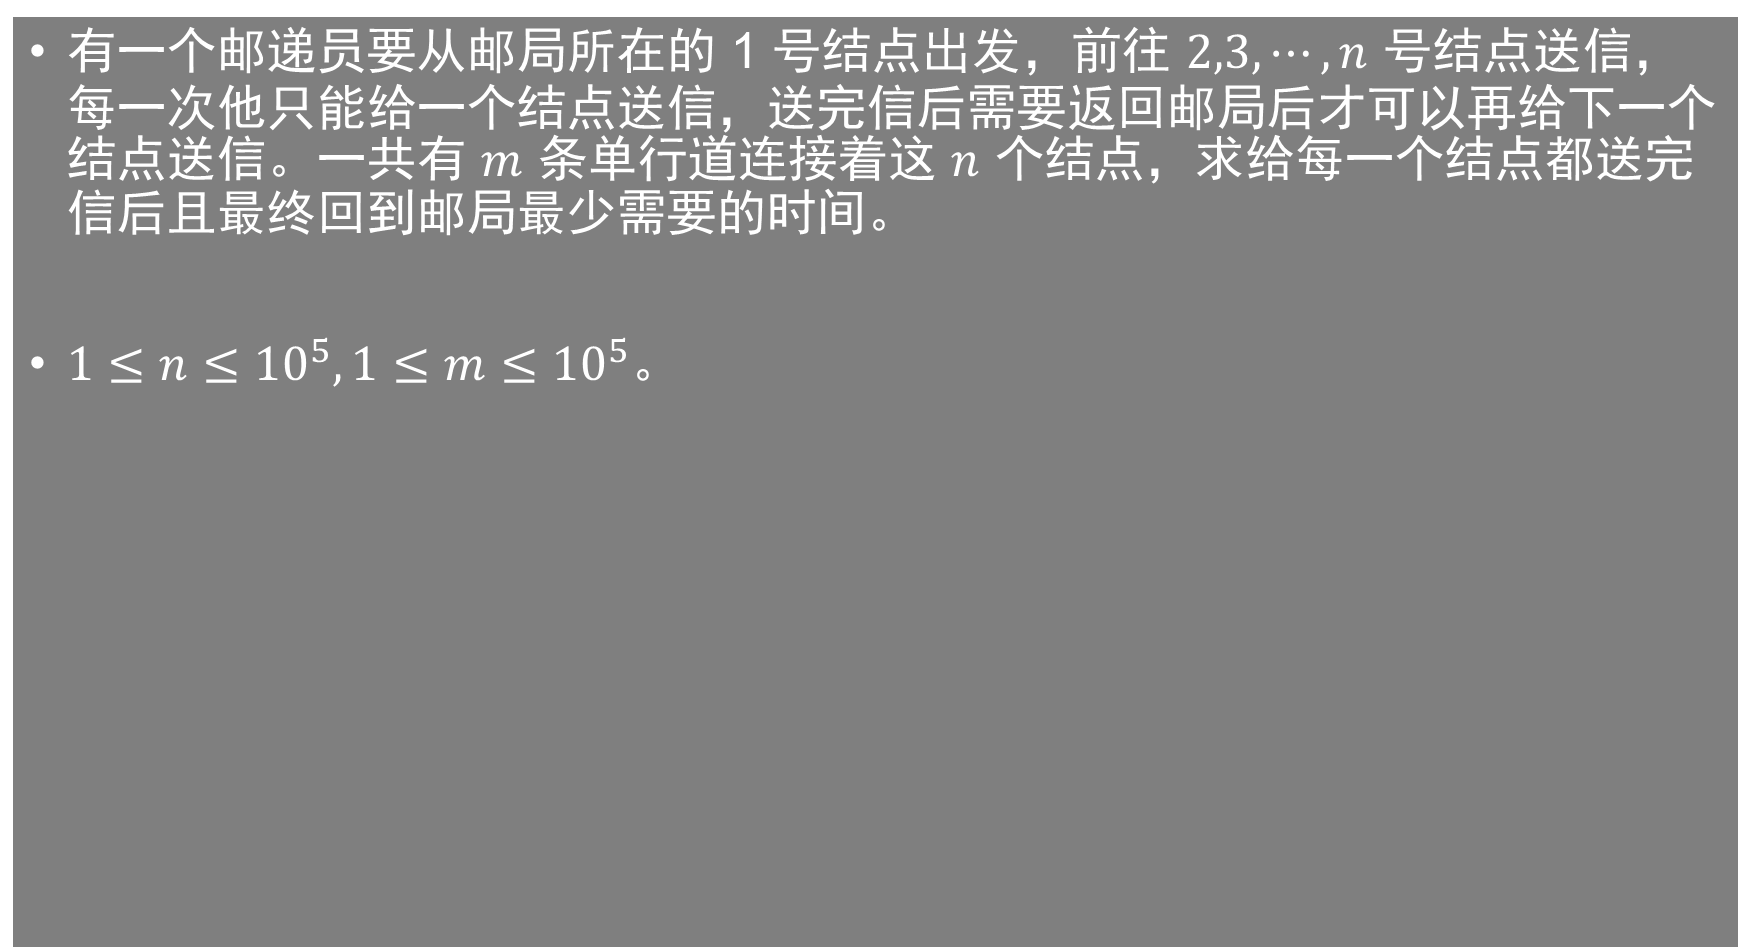 • 有一个邮递员要从邮局所在的 1 号结点出发，前往 2,3,⋯,n 号结点送信，
每一次他只能给一个结点送信，送完信后需要返回邮局后才可以再给下一个
结点送信。一共有 m 条单行道连接着这 n 个结点，求给每一个结点都送完
信后且最终回到邮局最少需要的时间。
• 1 ≤ n ≤ 10⁵, 1 ≤ m ≤ 10⁵。